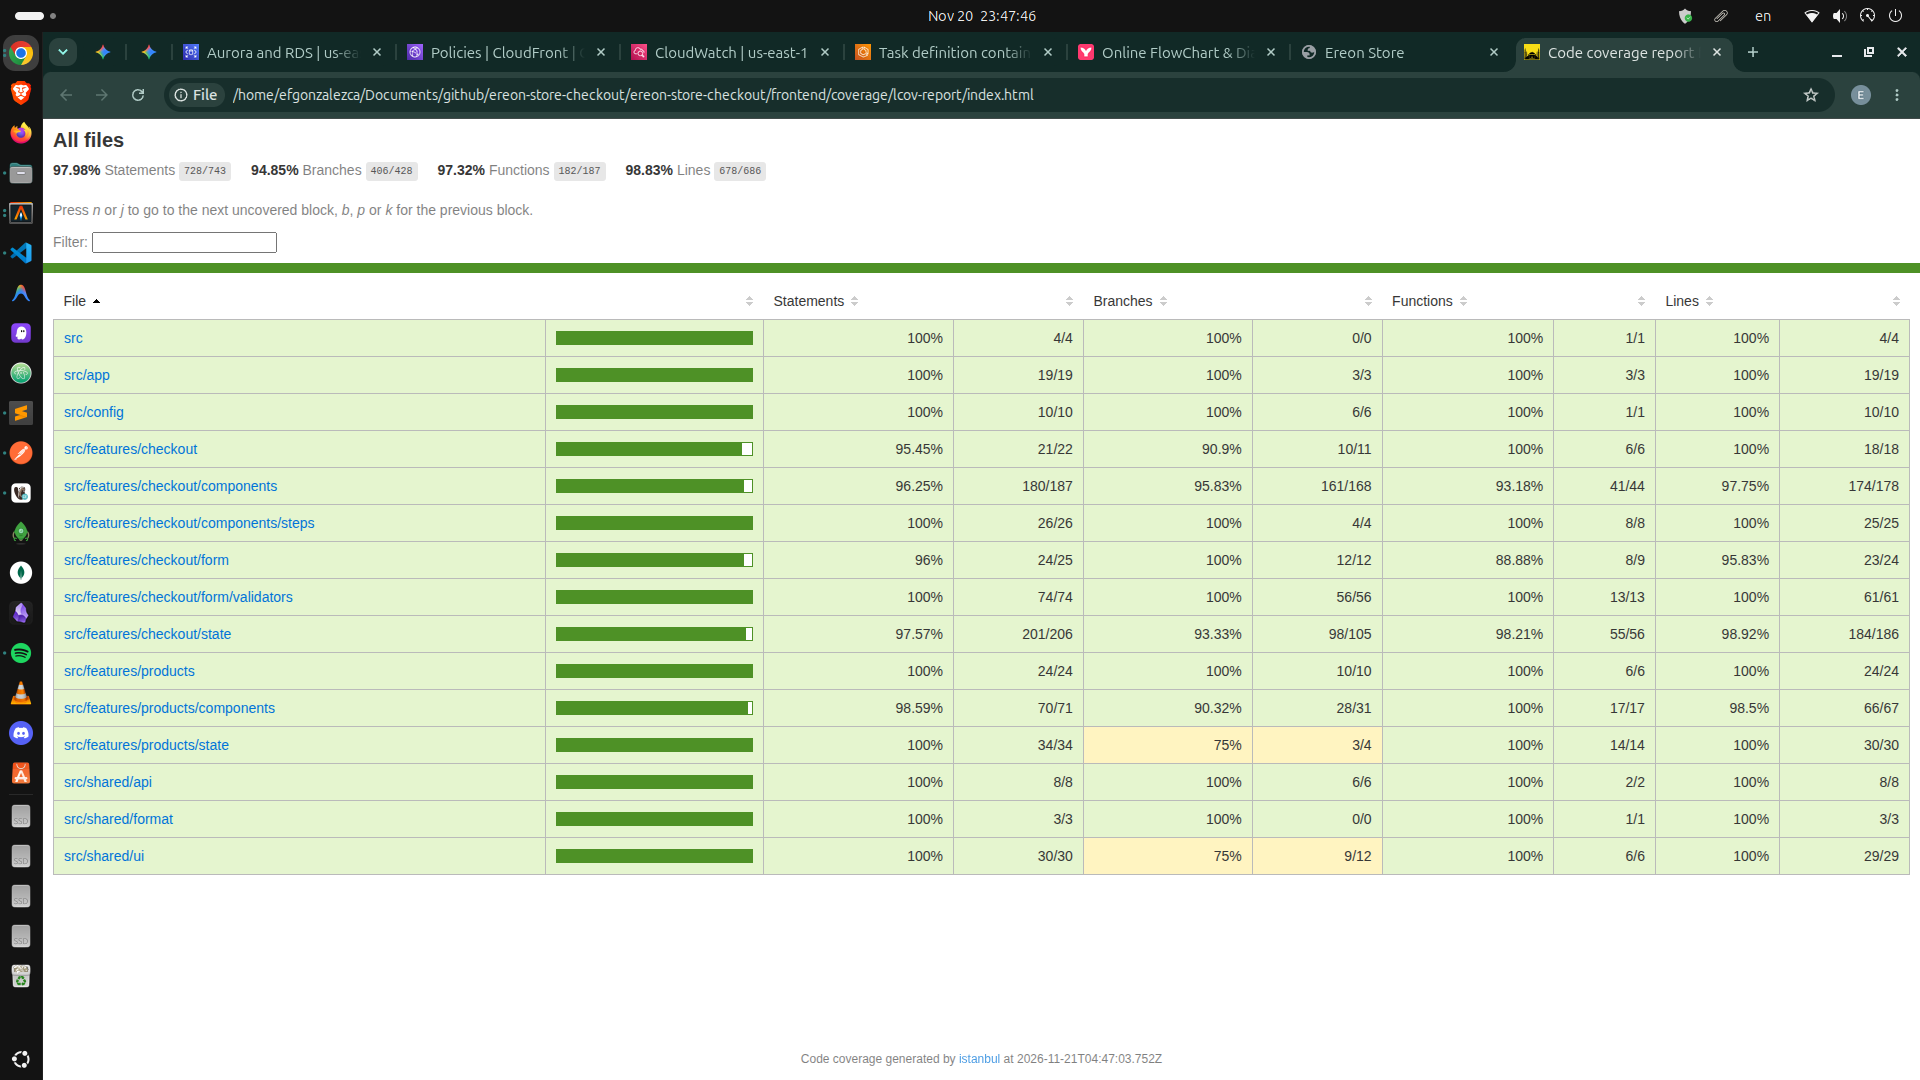 Nov 20 23:47:46
en
Aurora and RDS | us-ea
Policies | CloudFront |
CloudWatch | us-east-1
Task definition contain
Online FlowChart & Di
Ereon Store
Code coverage report
File /home/efgonzalezca/Documents/github/ereon-store-checkout/ereon-store-checkout/frontend/coverage/lcov-report/index.html
E
All files
97.98% Statements 728/743 94.85% Branches 406/428 97.32% Functions 182/187 98.83% Lines 678/686
Press n or j to go to the next uncovered block, b, p or k for the previous block.
Filter:
File Statements Branches Functions Lines
src 100% 4/4 100% 0/0 100% 1/1 100% 4/4
src/app 100% 19/19 100% 3/3 100% 3/3 100% 19/19
src/config 100% 10/10 100% 6/6 100% 1/1 100% 10/10
src/features/checkout 95.45% 21/22 90.9% 10/11 100% 6/6 100% 18/18
src/features/checkout/components 96.25% 180/187 95.83% 161/168 93.18% 41/44 97.75% 174/178
src/features/checkout/components/steps 100% 26/26 100% 4/4 100% 8/8 100% 25/25
src/features/checkout/form 96% 24/25 100% 12/12 88.88% 8/9 95.83% 23/24
src/features/checkout/form/validators 100% 74/74 100% 56/56 100% 13/13 100% 61/61
src/features/checkout/state 97.57% 201/206 93.33% 98/105 98.21% 55/56 98.92% 184/186
src/features/products 100% 24/24 100% 10/10 100% 6/6 100% 24/24
src/features/products/components 98.59% 70/71 90.32% 28/31 100% 17/17 98.5% 66/67
src/features/products/state 100% 34/34 75% 3/4 100% 14/14 100% 30/30
src/shared/api 100% 8/8 100% 6/6 100% 2/2 100% 8/8
src/shared/format 100% 3/3 100% 0/0 100% 1/1 100% 3/3
src/shared/ui 100% 30/30 75% 9/12 100% 6/6 100% 29/29
SSD
SSD
SSD
SSD
Code coverage generated by istanbul at 2026-11-21T04:47:03.752Z